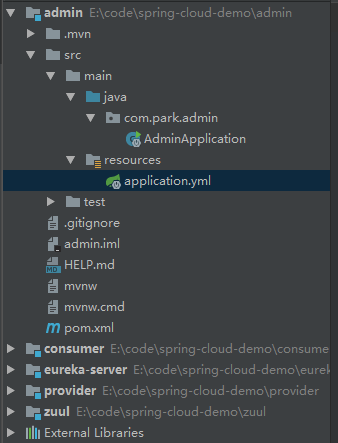 admin E:\code\spring-cloud-demo\admin
.mvn
src
main
java
com.park.admin
AdminApplication
resources
application.yml
test
.gitignore
admin.iml
MD HELP.md
mvnw
mvnw.cmd
m pom.xml
consumer E:\code\spring-cloud-demo\consume
eureka-server E:\code\spring-cloud-demo\eurek
provider E:\code\spring-cloud-demo\provider
zuul E:\code\spring-cloud-demo\zuul
External Libraries